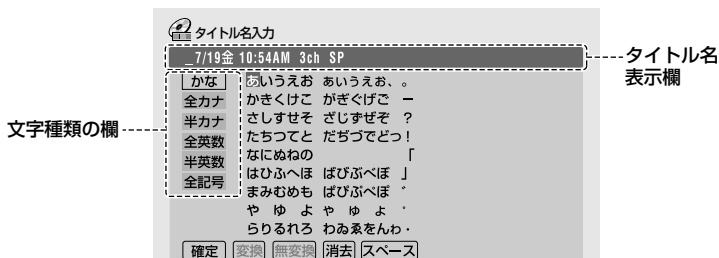 タイトル名入力
_7/19金 10:54AM 3ch SP
タイトル名
表示欄
文字種類の欄
かな
全カナ
半カナ
全英数
半英数
全記号
あいうえお ぁぃぅぇぉ、。
かきくけこ がぎぐげご ー
さしすせそ ざじずぜぞ ?
たちつてと だぢづでどっ!
なにぬねの 「
はひふへほ ばびぶべぼ 」
まみむめも ぱぴぷぺぽ ゛
や ゆ よ ゃ ゅ ょ ゜
らりるれろ わゐゑをんゎ・
確定 変換 無変換 消去 スペース